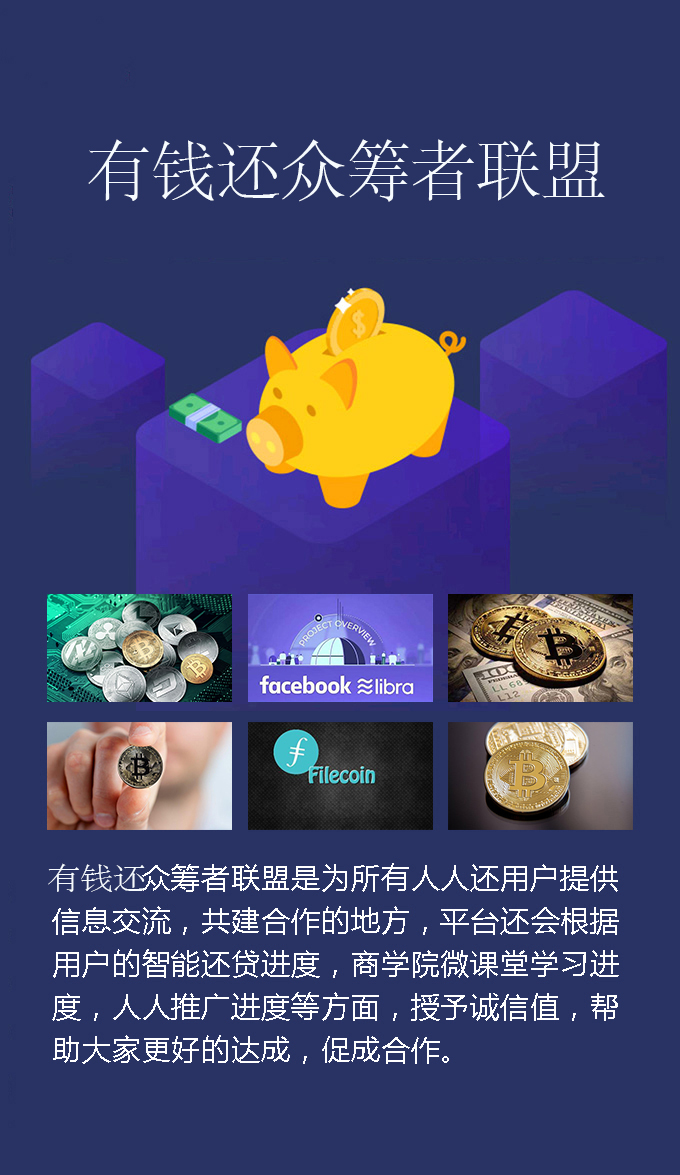 有钱还众筹者联盟
PROJECT OVERVIEW
facebook libra
Filecoin
有钱还众筹者联盟是为所有人人还用户提供
信息交流，共建合作的地方，平台还会根据
用户的智能还贷进度，商学院微课堂学习进
度，人人推广进度等方面，授予诚信值，帮
助大家更好的达成，促成合作。